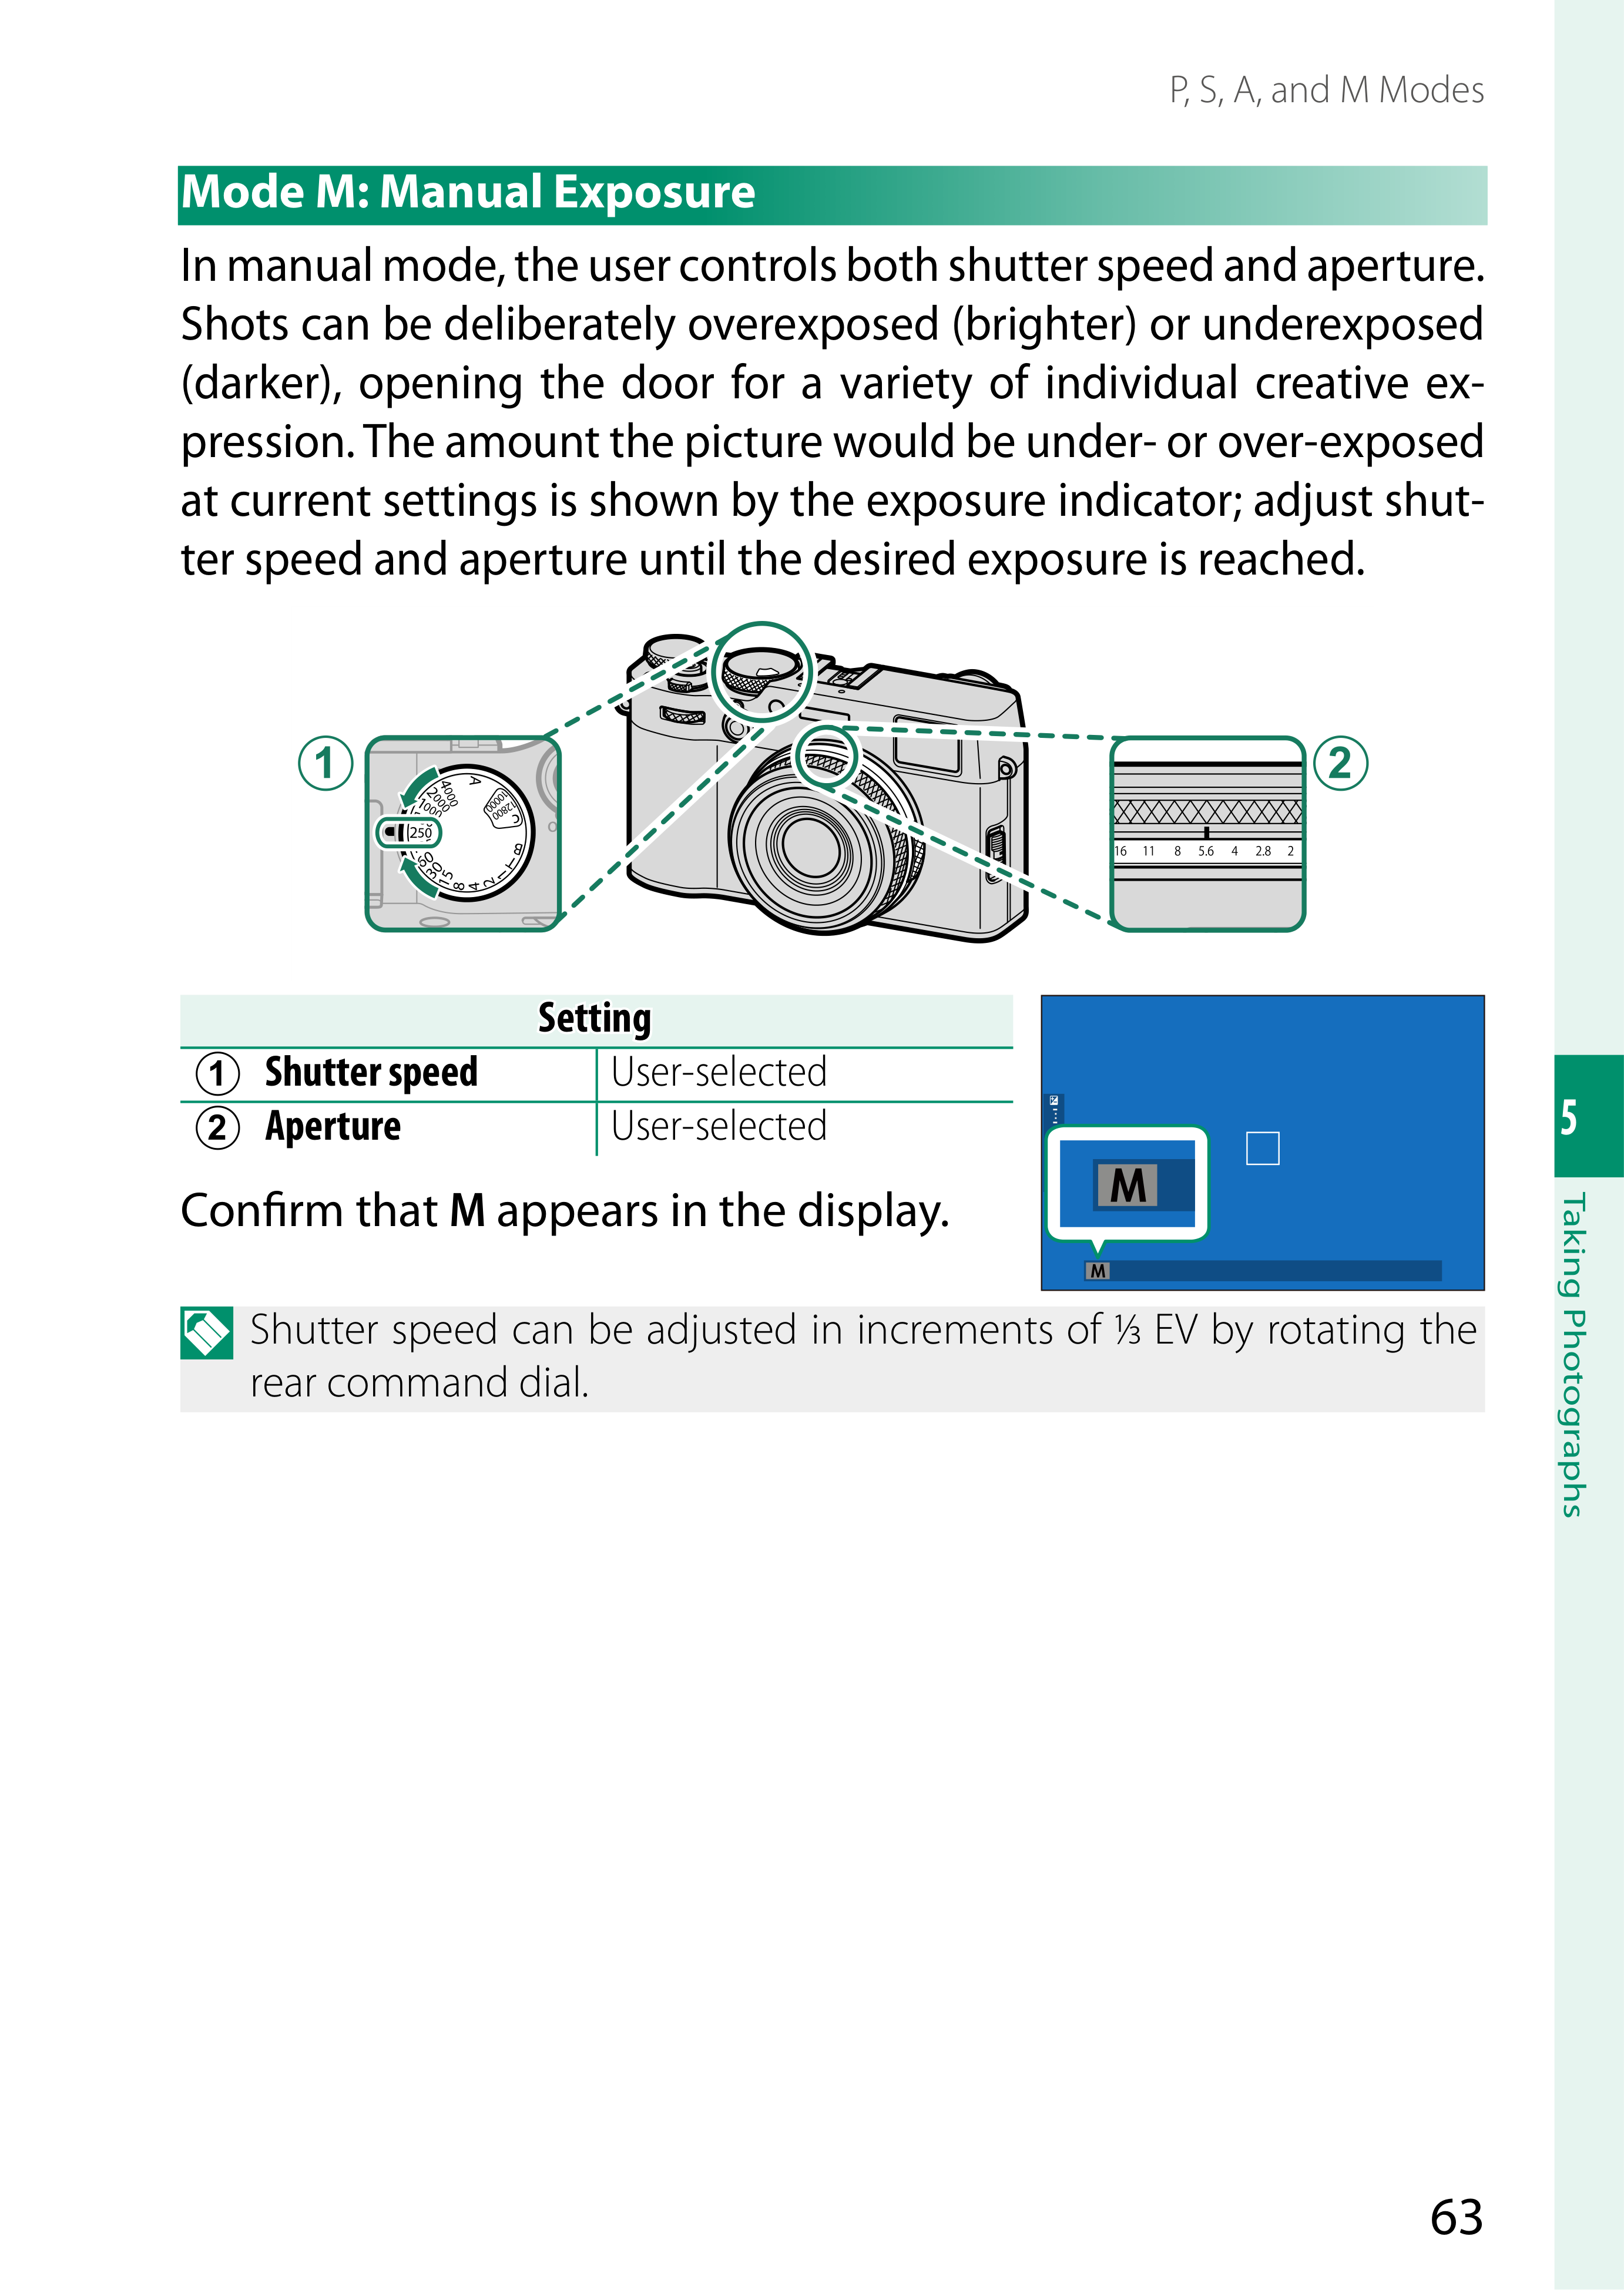 P, S, A, and M Modes
Mode M: Manual Exposure
In manual mode, the user controls both shutter speed and aperture.
Shots can be deliberately overexposed (brighter) or underexposed
(darker), opening the door for a variety of individual creative ex-
pression. The amount the picture would be under- or over-exposed
at current settings is shown by the exposure indicator; adjust shut-
ter speed and aperture until the desired exposure is reached.
1
A
4000
2000
1000
250
30
15
8
4
2
1
T
B
C
2
16 11 8 5.6 4 2.8 2
Setting
1 Shutter speed User-selected
2 Aperture User-selected
Confirm that M appears in the display.
M
M
Shutter speed can be adjusted in increments of ⅓ EV by rotating the
rear command dial.
5
Taking Photographs
63